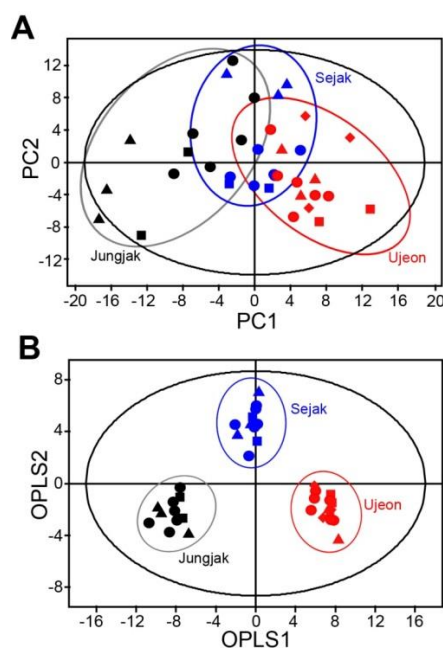 A
12
8
4
0
-4
-8
-12
PC2
Sejak
Jungjak
Ujeon
-20 -16 -12 -8 -4 0 4 8 12 16 20
PC1
B
8
4
0
-4
-8
OPLS2
Sejak
Ujeon
Jungjak
-16 -12 -8 -4 0 4 8 12 16
OPLS1